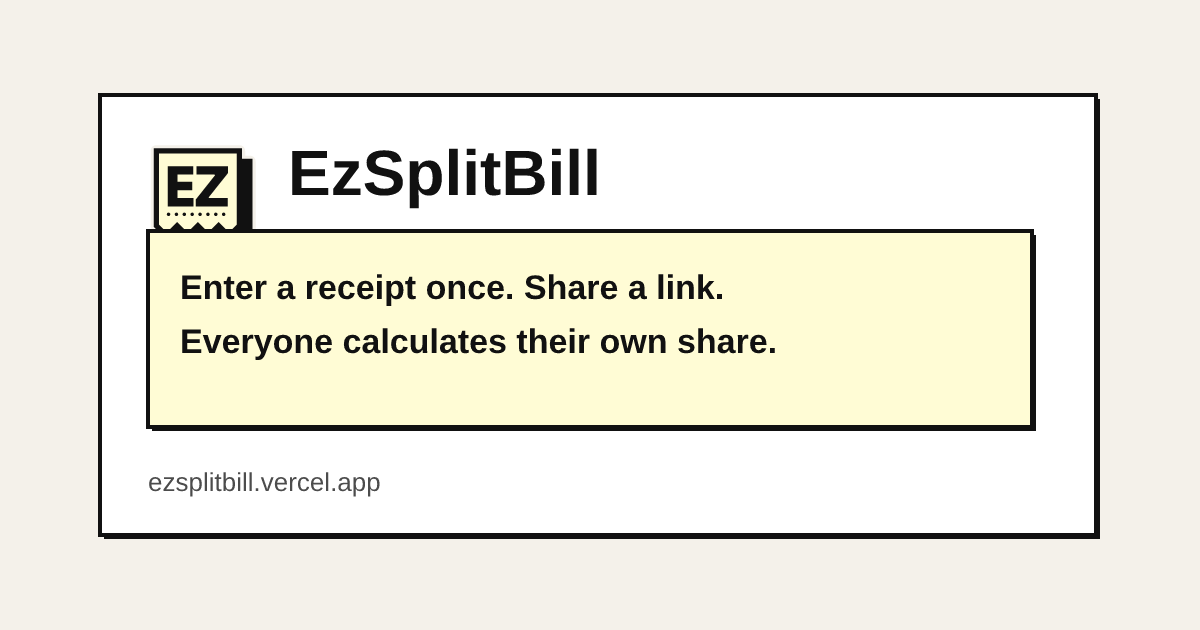 EZ
EzSplitBill
Enter a receipt once. Share a link.
Everyone calculates their own share.
ezsplitbill.vercel.app